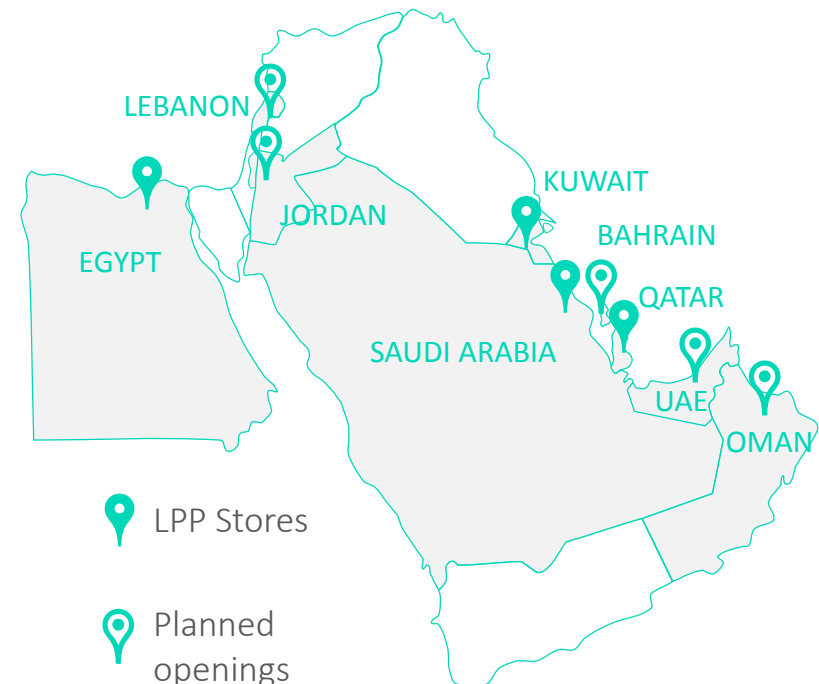 LEBANON
KUWAIT
JORDAN
BAHRAIN
EGYPT
QATAR
SAUDI ARABIA
UAE
OMAN
LPP Stores
Planned
openings